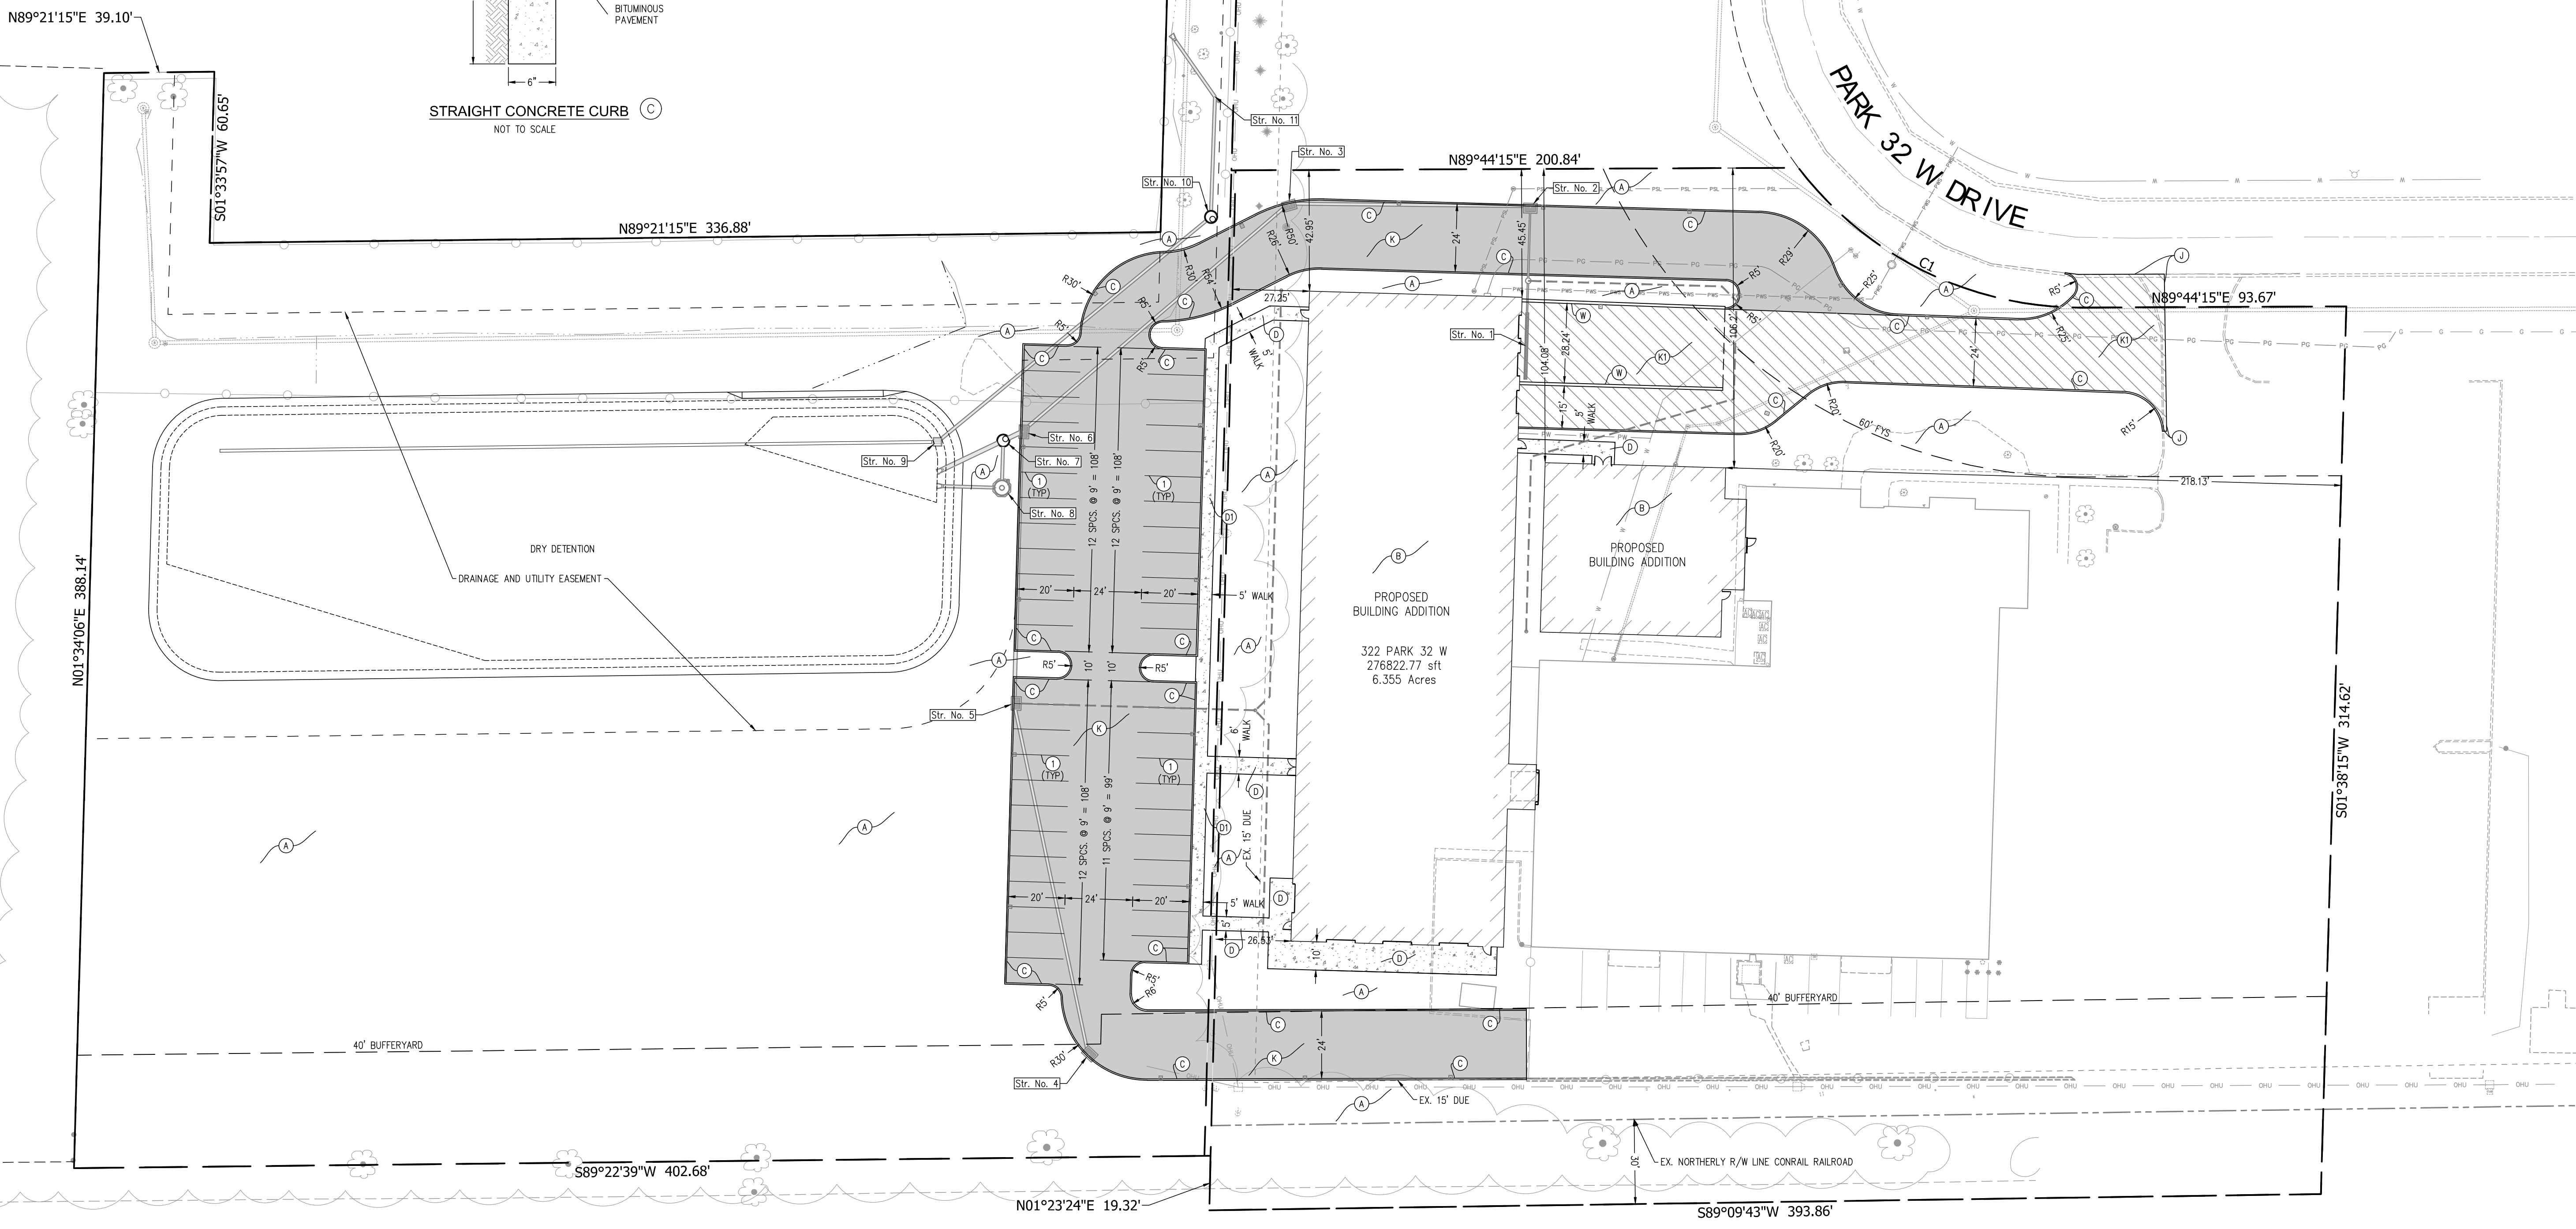 N89°21'15"E 39.10'
BITUMINOUS
PAVEMENT
6"
STRAIGHT CONCRETE CURB C
NOT TO SCALE
S01°33'57"W 60.65'
N89°21'15"E 336.88'
Str. No. 11
Str. No. 3
Str. No. 10
N89°44'15"E 200.84'
Str. No. 2
PARK 32 W DRIVE
C1
N89°44'15"E 93.67'
42.95'
45.45'
104.08'
106.2'
28.24'
27.25'
24'
R30'
R30'
R54'
R26'
R50'
R5'
R5'
R5'
R29'
R25'
R5'
R5'
R5'
R25'
R20'
R20'
R15'
60' FYS
24'
15'
5'
WALK
5'
WALK
Str. No. 1
218.13'
Str. No. 6
Str. No. 7
Str. No. 9
Str. No. 8
1
(TYP)
1
(TYP)
12 SPCS. @ 9' = 108'
12 SPCS. @ 9' = 108'
DRY DETENTION
DRAINAGE AND UTILITY EASEMENT
N01°34'06"E 388.14'
20'
24'
20'
5' WALK
R5'
10'
10'
R5'
Str. No. 5
PROPOSED
BUILDING ADDITION
PROPOSED
BUILDING ADDITION
322 PARK 32 W
276822.77 sft
6.355 Acres
6'
WALK
1
(TYP)
1
(TYP)
12 SPCS. @ 9' = 108'
11 SPCS. @ 9' = 99'
EX. 15' DUE
20'
24'
20'
5' WALK
5'
26.53'
10'
S01°38'15"W 314.62'
R5'
R5'
R6'
R30'
Str. No. 4
24'
40' BUFFERYARD
40' BUFFERYARD
EX. 15' DUE
30'
EX. NORTHERLY R/W LINE CONRAIL RAILROAD
S89°22'39"W 402.68'
N01°23'24"E 19.32'
S89°09'43"W 393.86'